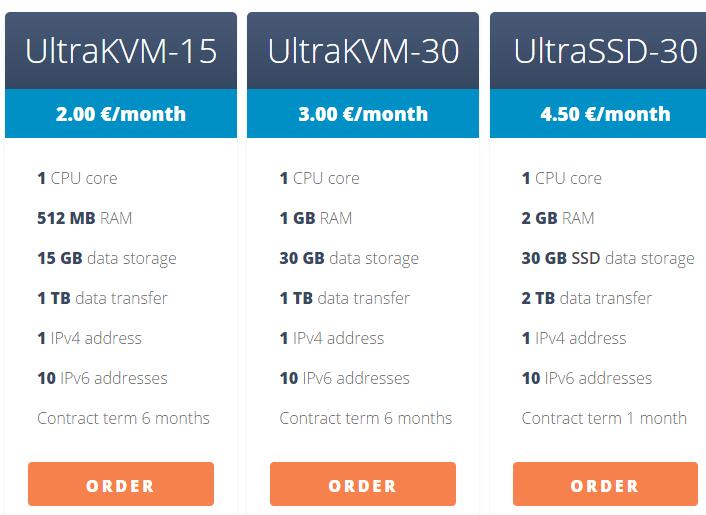 UltraKVM-15
2.00 €/month
1 CPU core
512 MB RAM
15 GB data storage
1 TB data transfer
1 IPv4 address
10 IPv6 addresses
Contract term 6 months
ORDER
UltraKVM-30
3.00 €/month
1 CPU core
1 GB RAM
30 GB data storage
1 TB data transfer
1 IPv4 address
10 IPv6 addresses
Contract term 6 months
ORDER
UltraSSD-30
4.50 €/month
1 CPU core
2 GB RAM
30 GB SSD data storage
2 TB data transfer
1 IPv4 address
10 IPv6 addresses
Contract term 1 month
ORDER